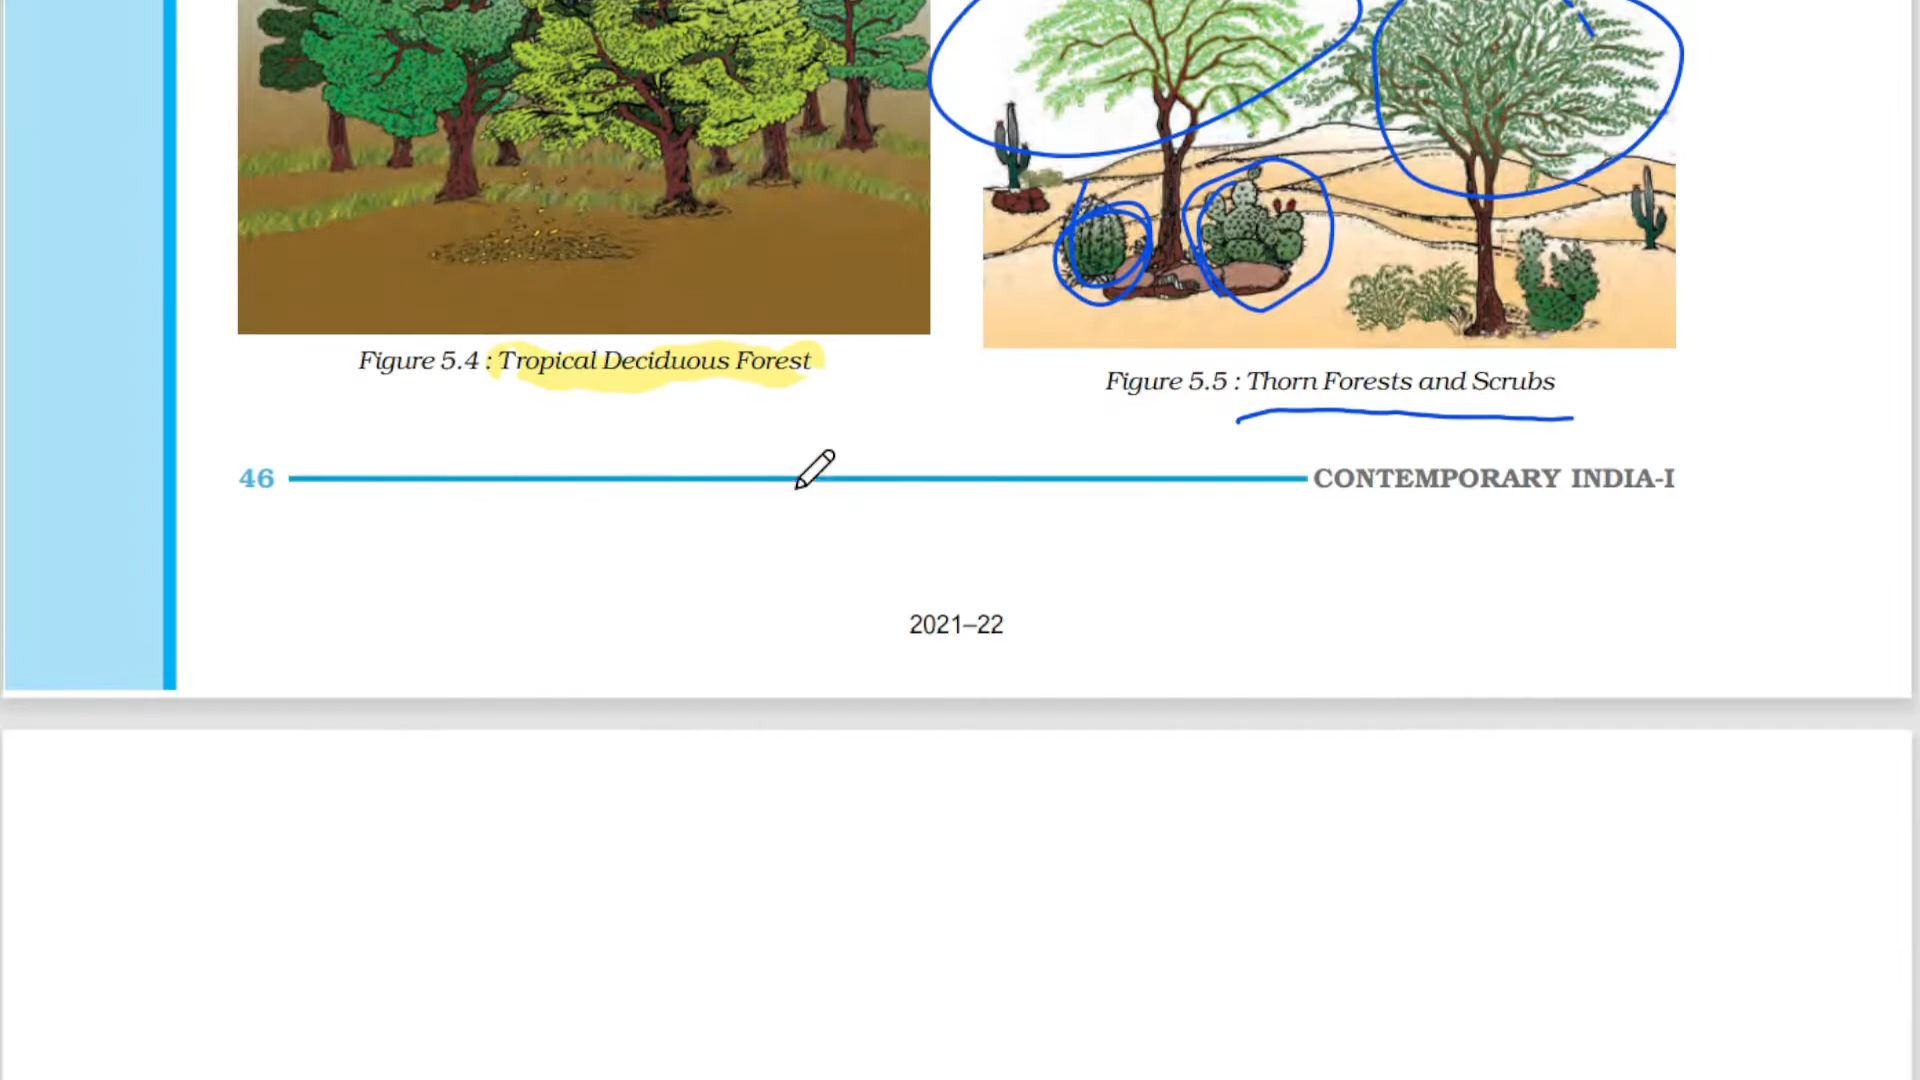 Figure 5.4 : Tropical Deciduous Forest
Figure 5.5 : Thorn Forests and Scrubs
46
CONTEMPORARY INDIA-I
2021–22